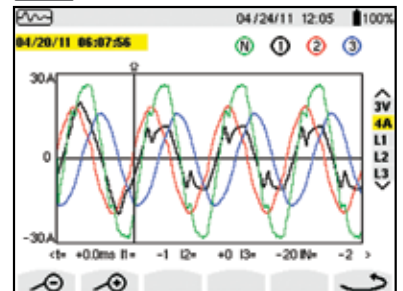 04/24/11 12:05 100%
04/20/11 06:07:56 N 1 2 3
30A
0
-30A
3V
4A
L1
L2
L3
<t= +0.0ms I1= -1 I2= +0 I3= -20 IN= -2 >